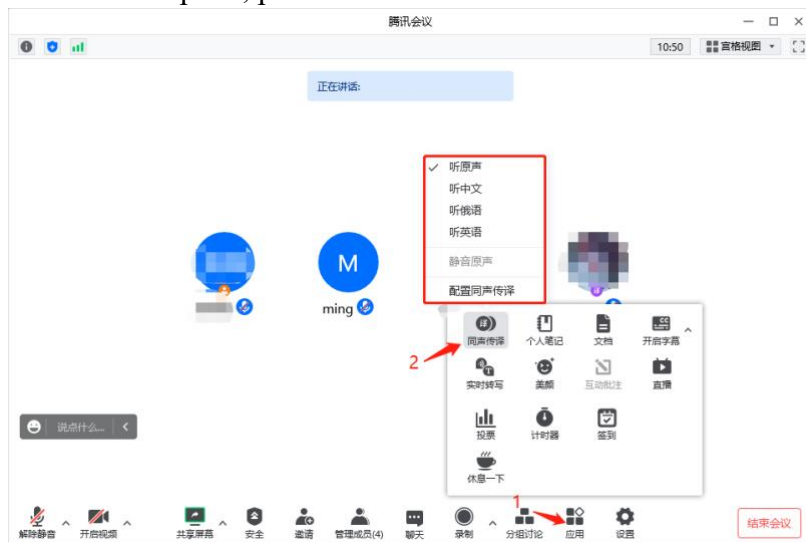 腾讯会议
10:50 宫格视图
正在讲话:
听原声
听中文
听俄语
听英语
静音原声
配置同声传译
M
ming
2
同声传译 个人笔记 文档 开启字幕
实时转写 美颜 互动批注 直播
投票 计时器 签到
休息一下
说点什么...
1
解除静音 开启视频 共享屏幕 安全 邀请 管理成员(4) 聊天 录制 分组讨论 应用 设置 结束会议